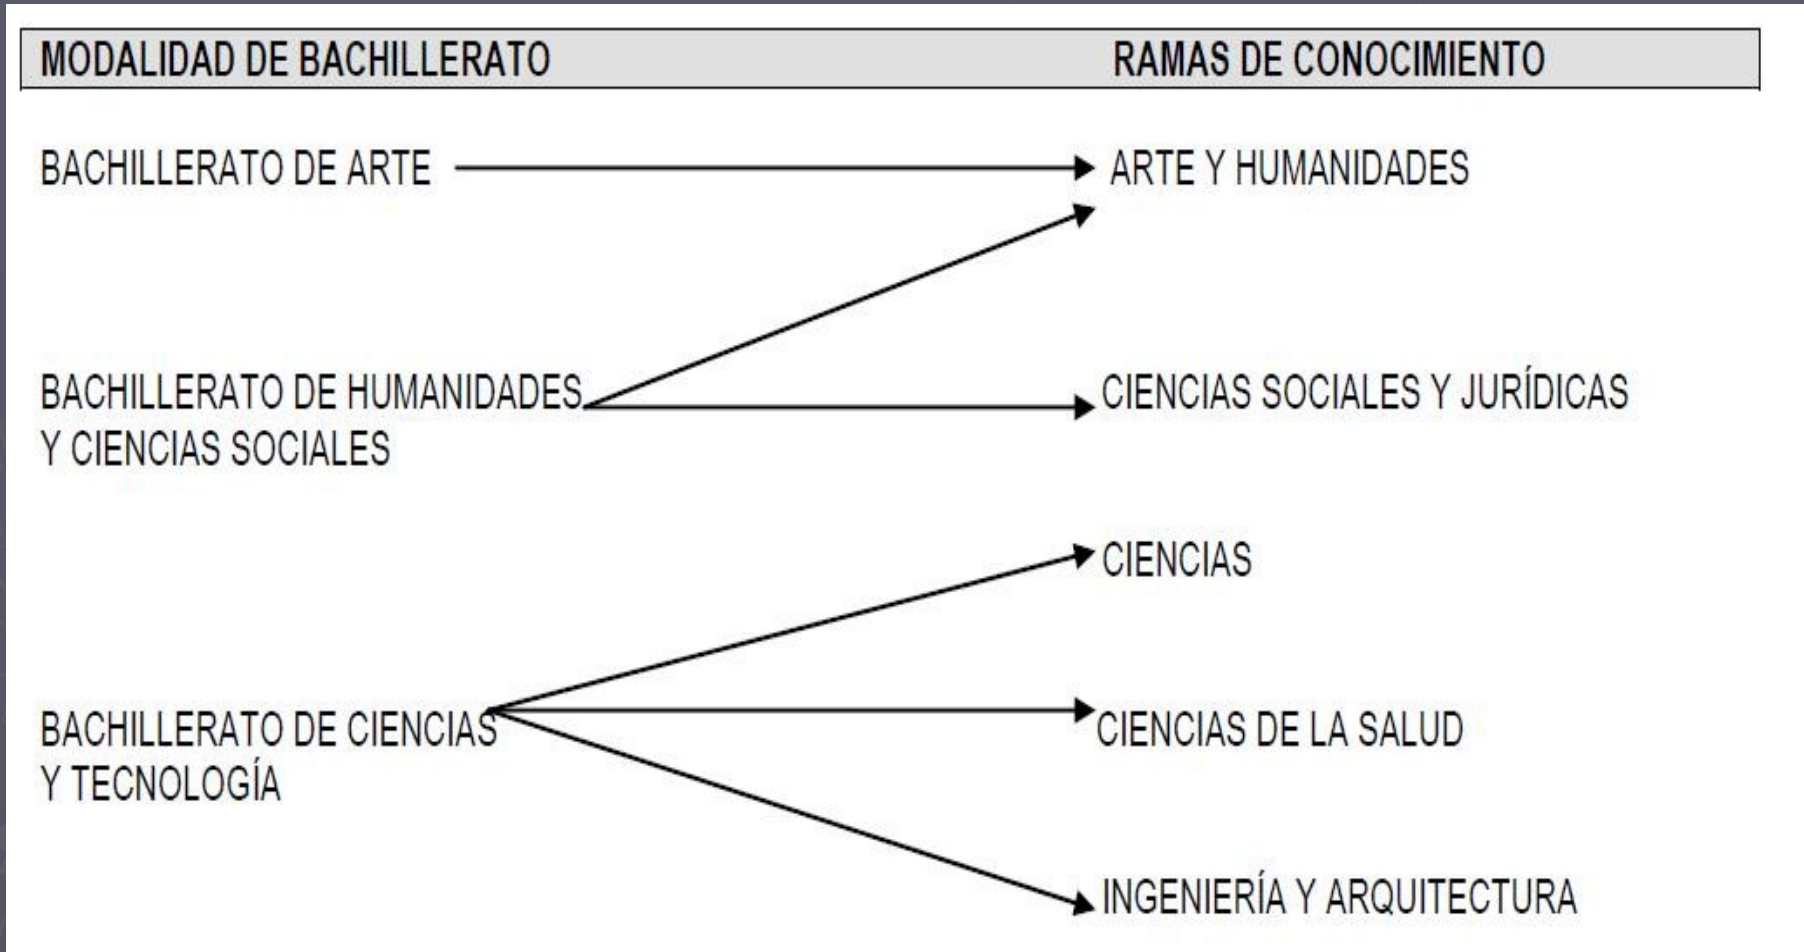 MODALIDAD DE BACHILLERATO RAMAS DE CONOCIMIENTO
BACHILLERATO DE ARTE ARTE Y HUMANIDADES
BACHILLERATO DE HUMANIDADES CIENCIAS SOCIALES Y JURÍDICAS
Y CIENCIAS SOCIALES
CIENCIAS
BACHILLERATO DE CIENCIAS CIENCIAS DE LA SALUD
Y TECNOLOGÍA
INGENIERÍA Y ARQUITECTURA